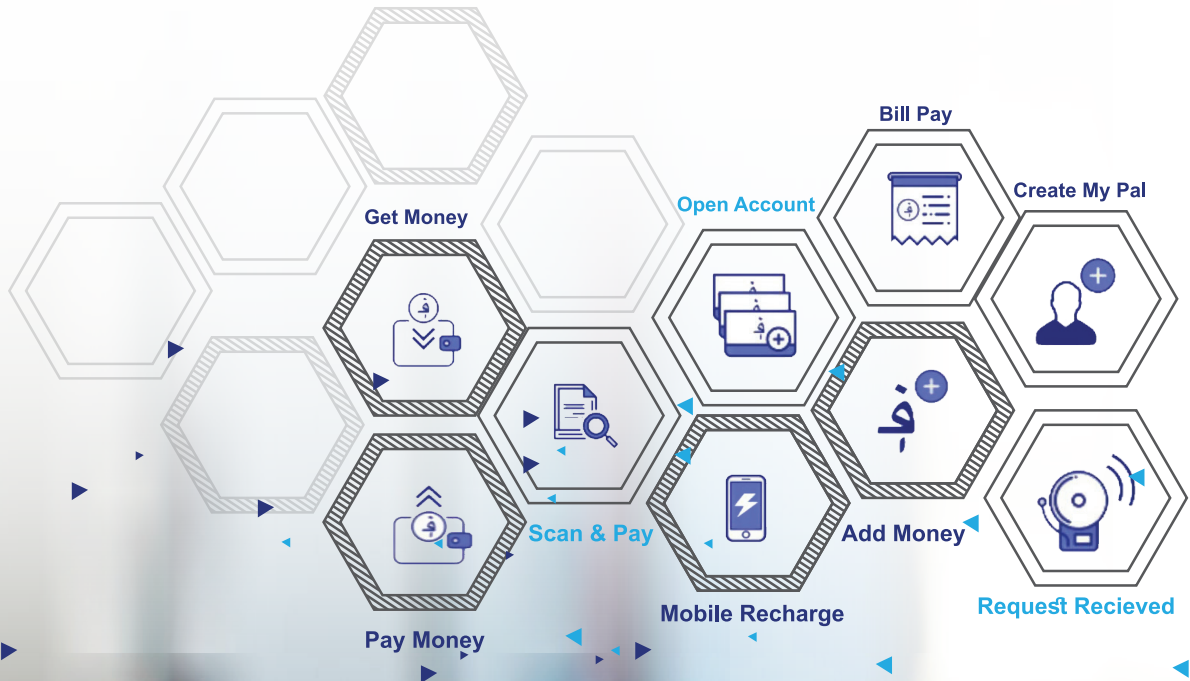 Bill Pay
Create My Pal
Open Account
Get Money
Scan & Pay
Add Money
Mobile Recharge
Request Recieved
Pay Money